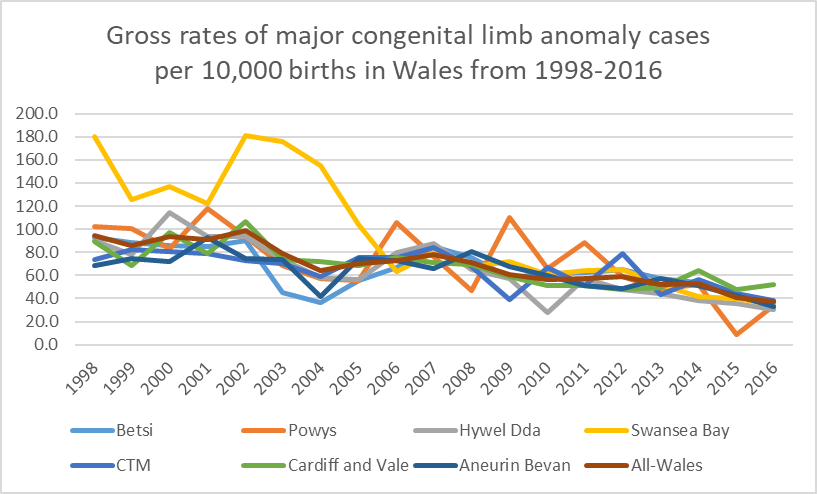 Gross rates of major congenital limb anomaly cases
per 10,000 births in Wales from 1998-2016
200.0
180.0
160.0
140.0
120.0
100.0
80.0
60.0
40.0
20.0
0.0
1998 1999 2000 2001 2002 2003 2004 2005 2006 2007 2008 2009 2010 2011 2012 2013 2014 2015 2016
Betsi Powys Hywel Dda Swansea Bay
CTM Cardiff and Vale Aneurin Bevan All-Wales